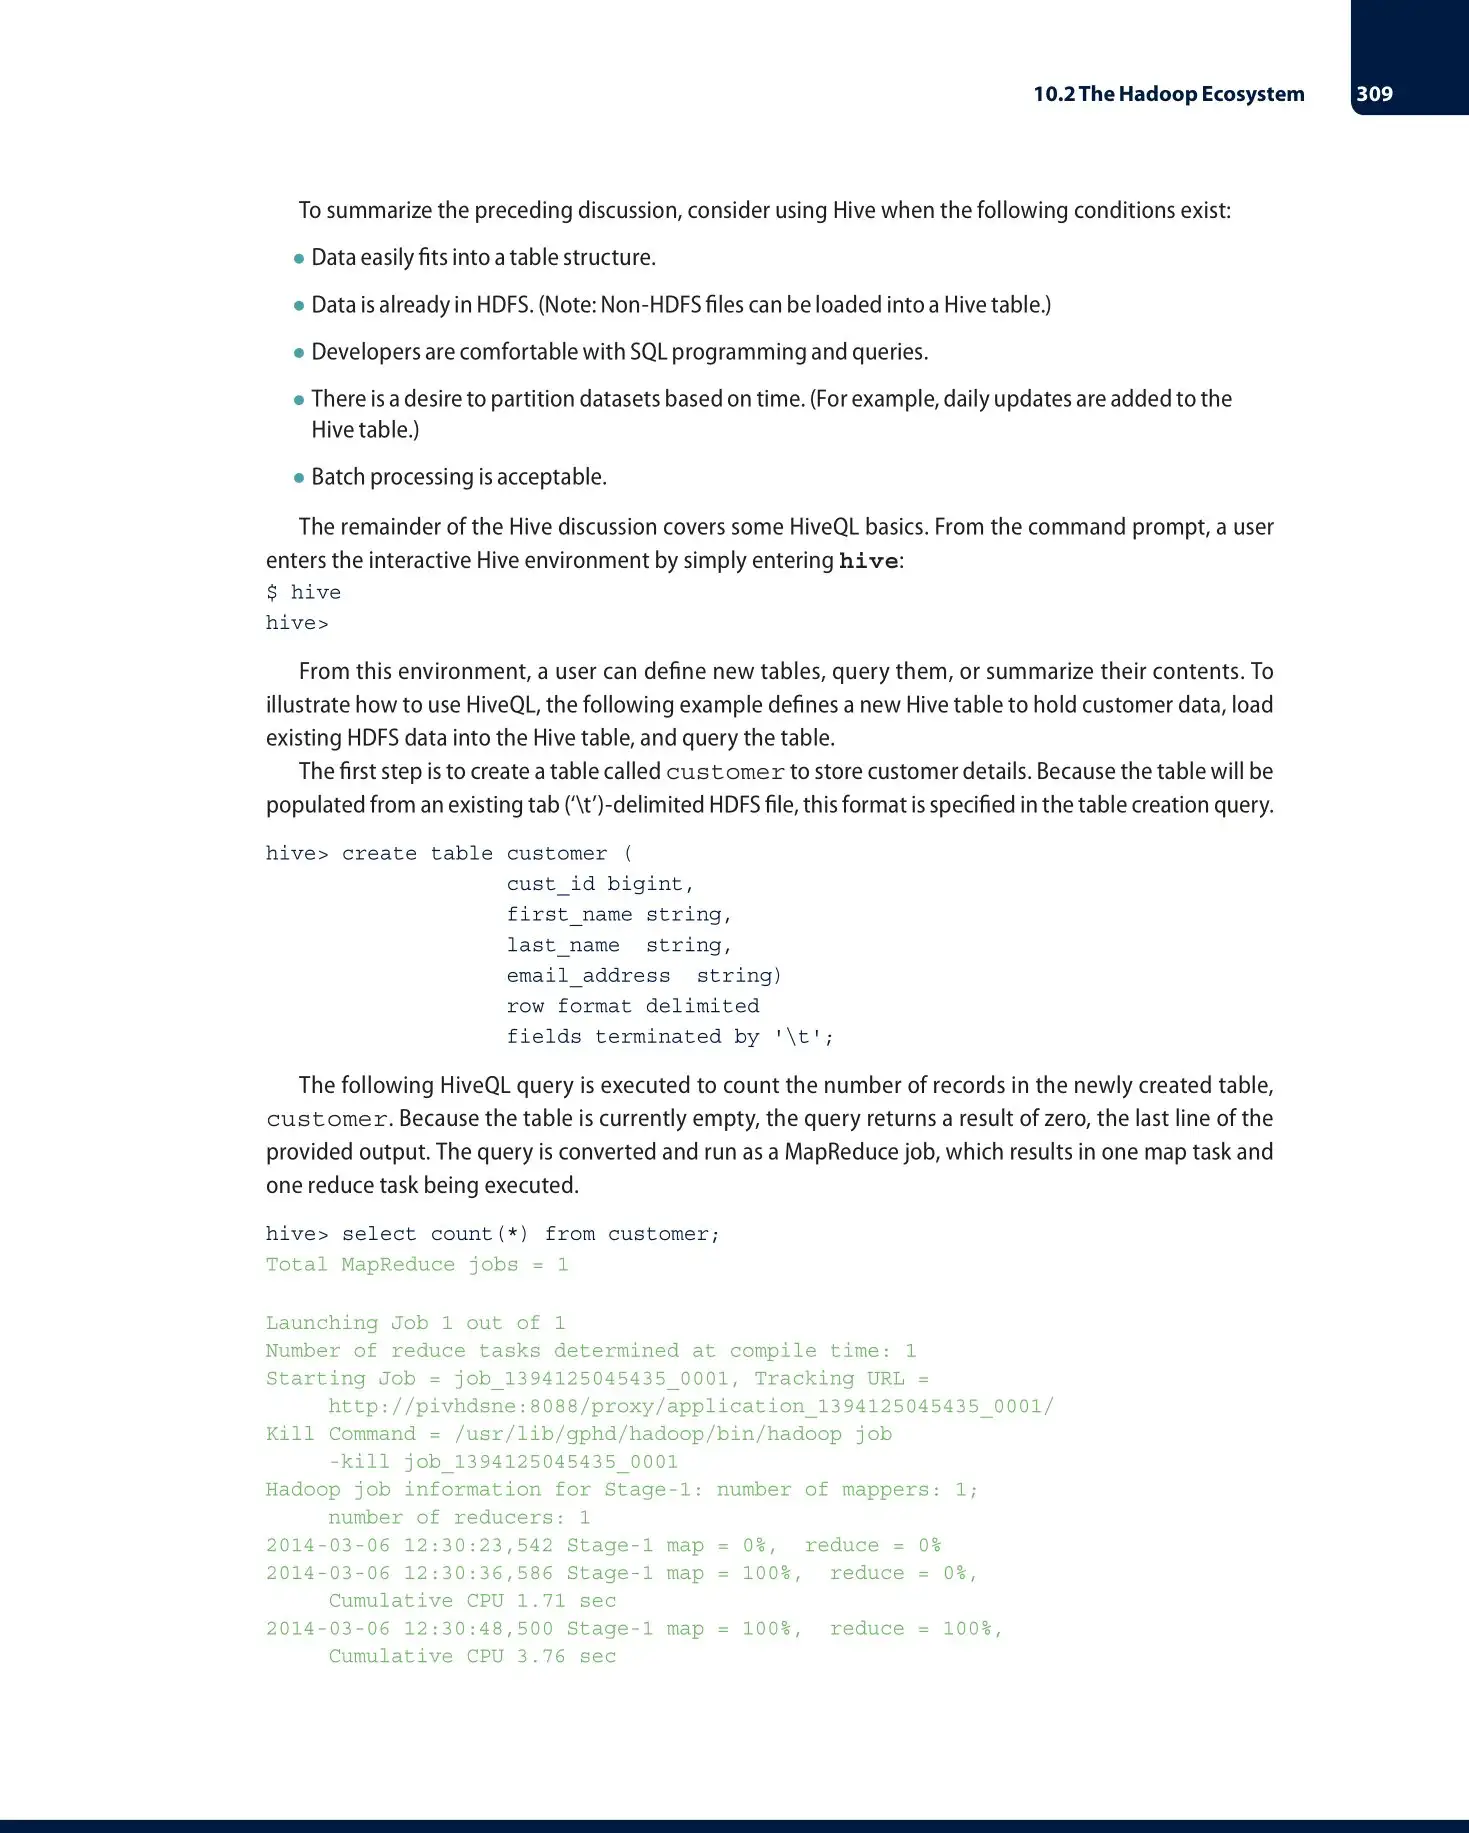 10.2 The Hadoop Ecosystem 309
To summarize the preceding discussion, consider using Hive when the following conditions exist:
● Data easily fits into a table structure.
● Data is already in HDFS. (Note: Non-HDFS files can be loaded into a Hive table.)
● Developers are comfortable with SQL programming and queries.
● There is a desire to partition datasets based on time. (For example, daily updates are added to the
Hive table.)
● Batch processing is acceptable.
The remainder of the Hive discussion covers some HiveQL basics. From the command prompt, a user
enters the interactive Hive environment by simply entering hive:
$ hive
hive>
From this environment, a user can define new tables, query them, or summarize their contents. To
illustrate how to use HiveQL, the following example defines a new Hive table to hold customer data, load
existing HDFS data into the Hive table, and query the table.
The first step is to create a table called customer to store customer details. Because the table will be
populated from an existing tab (‘\t’)-delimited HDFS file, this format is specified in the table creation query.
hive> create table customer (
cust_id bigint,
first_name string,
last_name  string,
email_address  string)
row format delimited
fields terminated by '\t';
The following HiveQL query is executed to count the number of records in the newly created table,
customer. Because the table is currently empty, the query returns a result of zero, the last line of the
provided output. The query is converted and run as a MapReduce job, which results in one map task and
one reduce task being executed.
hive> select count(*) from customer;
Total MapReduce jobs = 1
Launching Job 1 out of 1
Number of reduce tasks determined at compile time: 1
Starting Job = job_1394125045435_0001, Tracking URL =
http://pivhdsne:8088/proxy/application_1394125045435_0001/
Kill Command = /usr/lib/gphd/hadoop/bin/hadoop job
-kill job_1394125045435_0001
Hadoop job information for Stage-1: number of mappers: 1;
number of reducers: 1
2014-03-06 12:30:23,542 Stage-1 map = 0%,  reduce = 0%
2014-03-06 12:30:36,586 Stage-1 map = 100%,  reduce = 0%,
Cumulative CPU 1.71 sec
2014-03-06 12:30:48,500 Stage-1 map = 100%,  reduce = 100%,
Cumulative CPU 3.76 sec